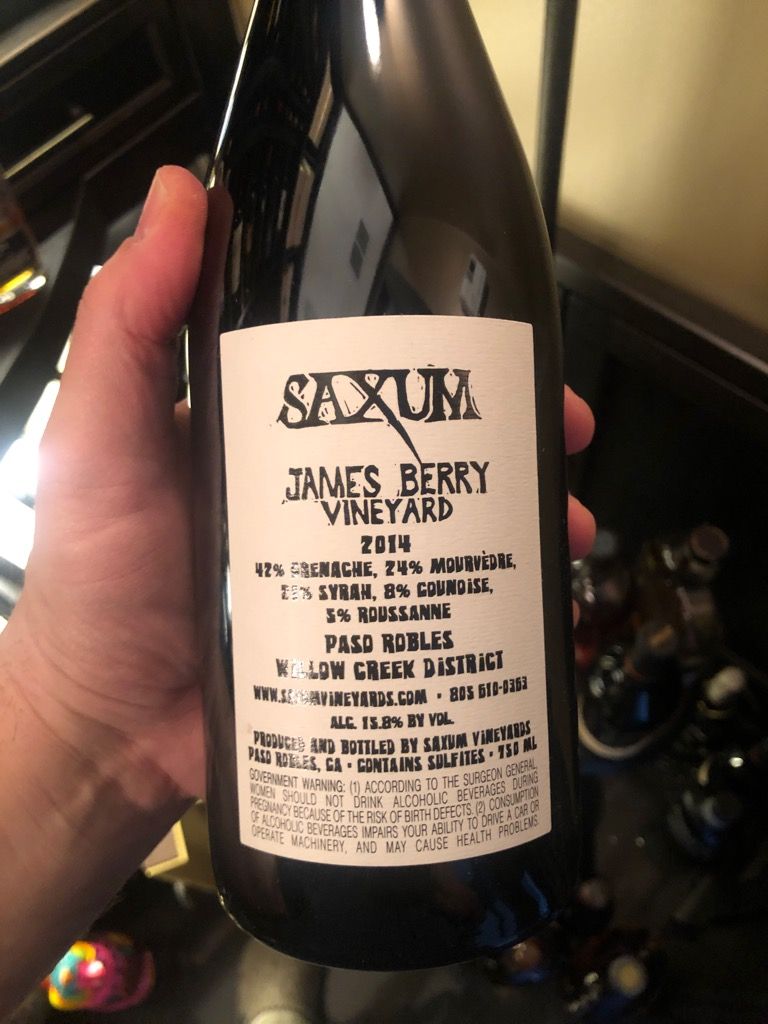 SAXUM
JAMES BERRY
VINEYARD
2014
42% GRENACHE, 24% MOURVÈDRE,
SYRAH, 8% COUNOISE,
5% ROUSSANNE
PASO ROBLES
WILLOW CREEK DISTRICT
WWW.SAXUMVINEYARDS.COM • 805 610-0363
ALC. 15.8% BY VOL.
PRODUCED AND BOTTLED BY SAXUM VINEYARDS
PASO ROBLES, CA • CONTAINS SULFITES • 750 ML
GOVERNMENT WARNING: (1) ACCORDING TO THE SURGEON GENERAL,
WOMEN SHOULD NOT DRINK ALCOHOLIC BEVERAGES DURING
PREGNANCY BECAUSE OF THE RISK OF BIRTH DEFECTS. (2) CONSUMPTION
OF ALCOHOLIC BEVERAGES IMPAIRS YOUR ABILITY TO DRIVE A CAR OR
OPERATE MACHINERY, AND MAY CAUSE HEALTH PROBLEMS.